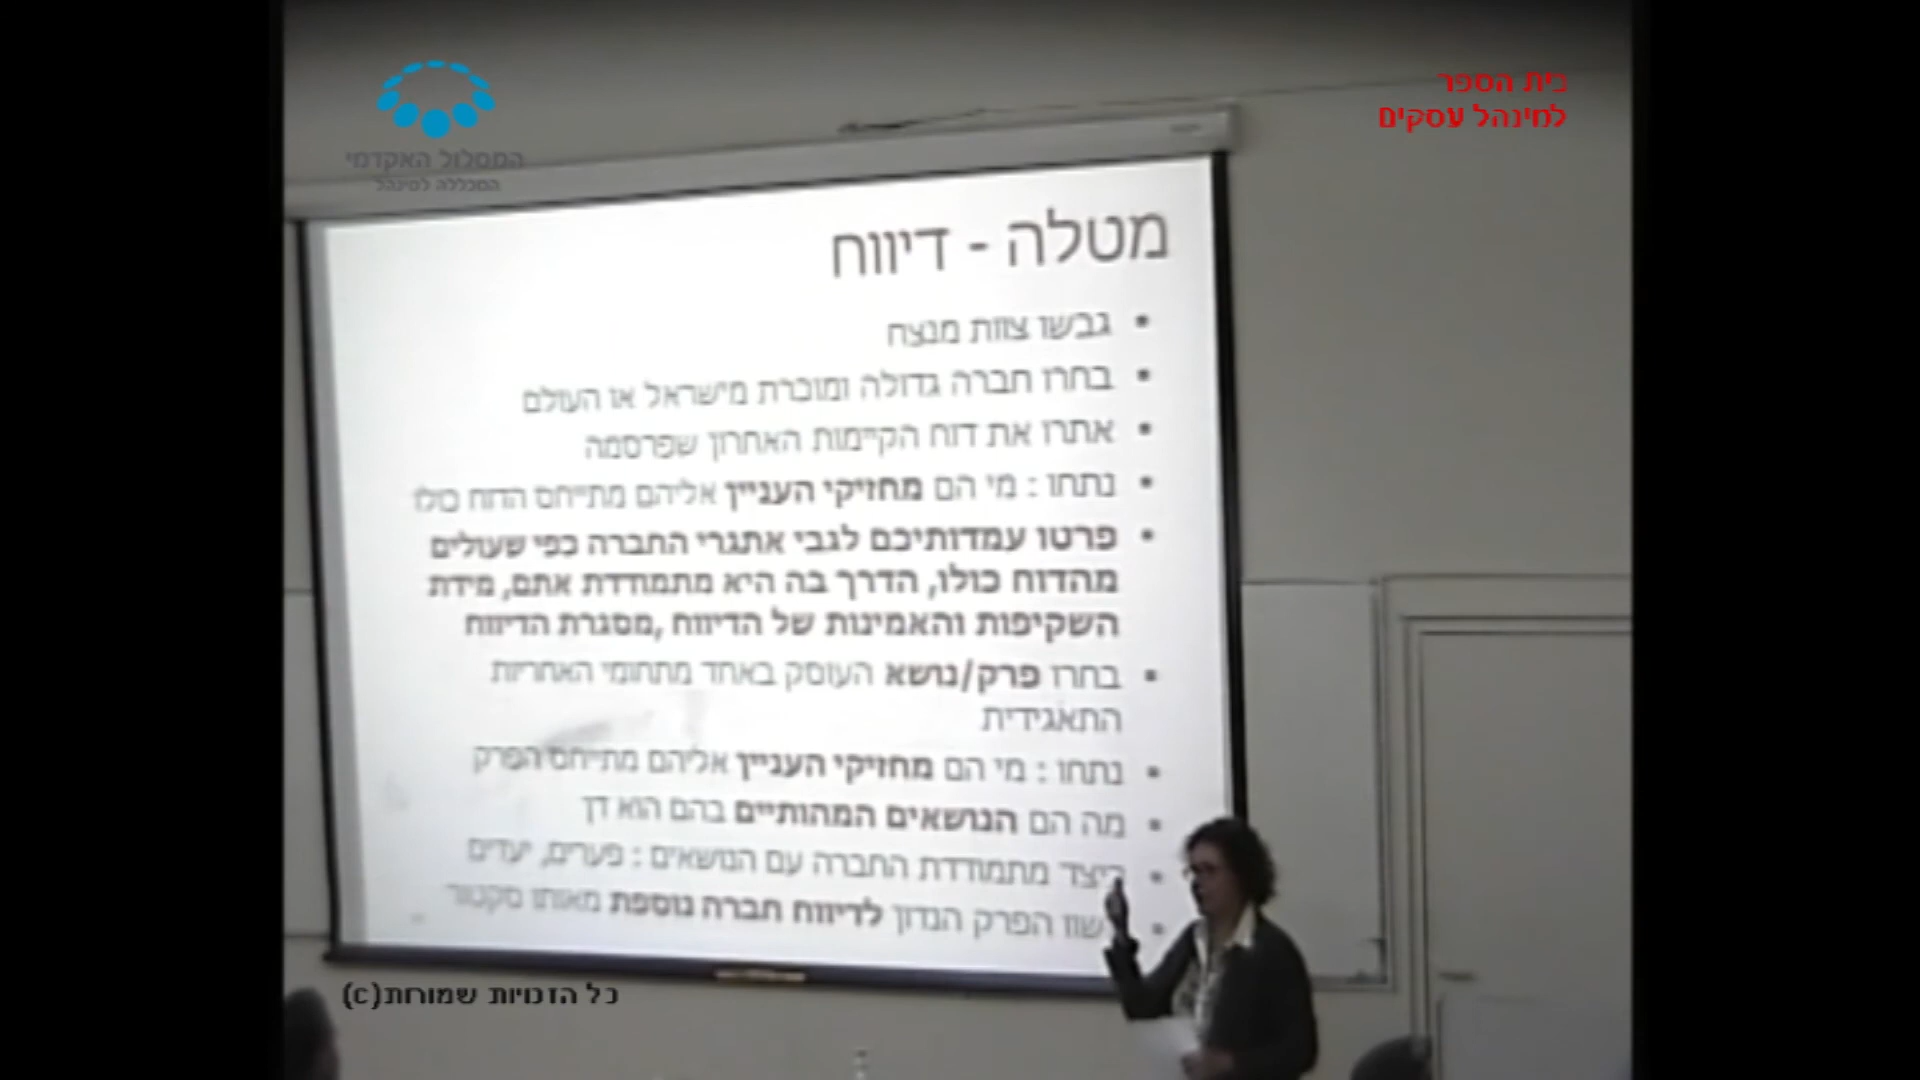 בית הספר
למינהל עסקים
המסלול האקדמי
המכללה למינהל
מטלה - דיווח
• גבשו צוות מנצח
• בחרו חברה גדולה ומוכרת מישראל או העולם
• אתרו את דוח הקיימות האחרון שפרסמה
• נתחו : מי הם מחזיקי העניין אליהם מתייחס הדוח כולו
• פרטו עמדותיכם לגבי אתגרי החברה כפי שעולים
מהדוח כולו, הדרך בה היא מתמודדת אתם, מידת
השקיפות והאמינות של הדיווח ,מסגרת הדיווח
• בחרו פרק/נושא העוסק באחד מתחומי האחריות
התאגידית
• נתחו : מי הם מחזיקי העניין אליהם מתייחס הפרק
• מה הם הנושאים המהותיים בהם הוא דן
• כיצד מתמודדת החברה עם הנושאים : פערים, יעדים
• שוו הפרק הנדון לדיווח חברה נוספת מאותו סקטור
כל הזכויות שמורות(c)